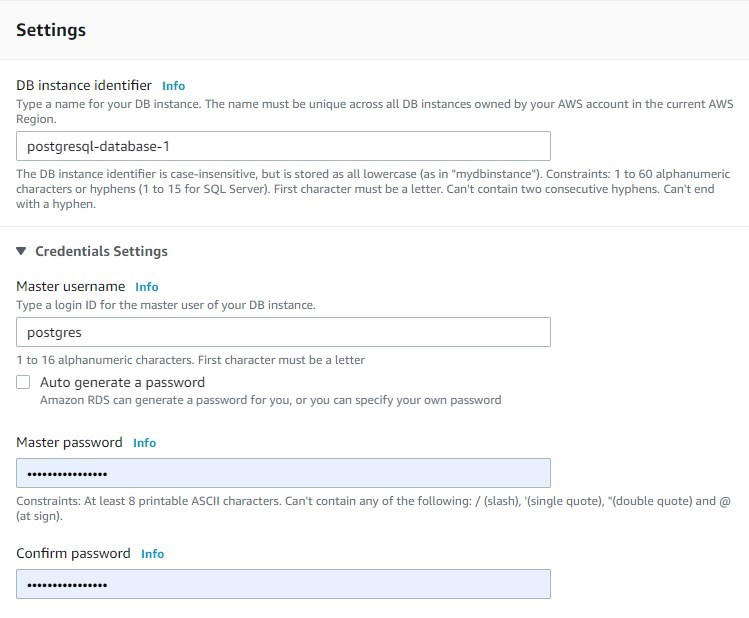 Settings
DB instance identifier Info
Type a name for your DB instance. The name must be unique across all DB instances owned by your AWS account in the current AWS
Region.
postgresql-database-1
The DB instance identifier is case-insensitive, but is stored as all lowercase (as in "mydbinstance"). Constraints: 1 to 60 alphanumeric
characters or hyphens (1 to 15 for SQL Server). First character must be a letter. Can't contain two consecutive hyphens. Can't end
with a hyphen.
Credentials Settings
Master username Info
Type a login ID for the master user of your DB instance.
postgres
1 to 16 alphanumeric characters. First character must be a letter
Auto generate a password
Amazon RDS can generate a password for you, or you can specify your own password
Master password Info
••••••••••••••••
Constraints: At least 8 printable ASCII characters. Can't contain any of the following: / (slash), '(single quote), "(double quote) and @
(at sign).
Confirm password Info
••••••••••••••••